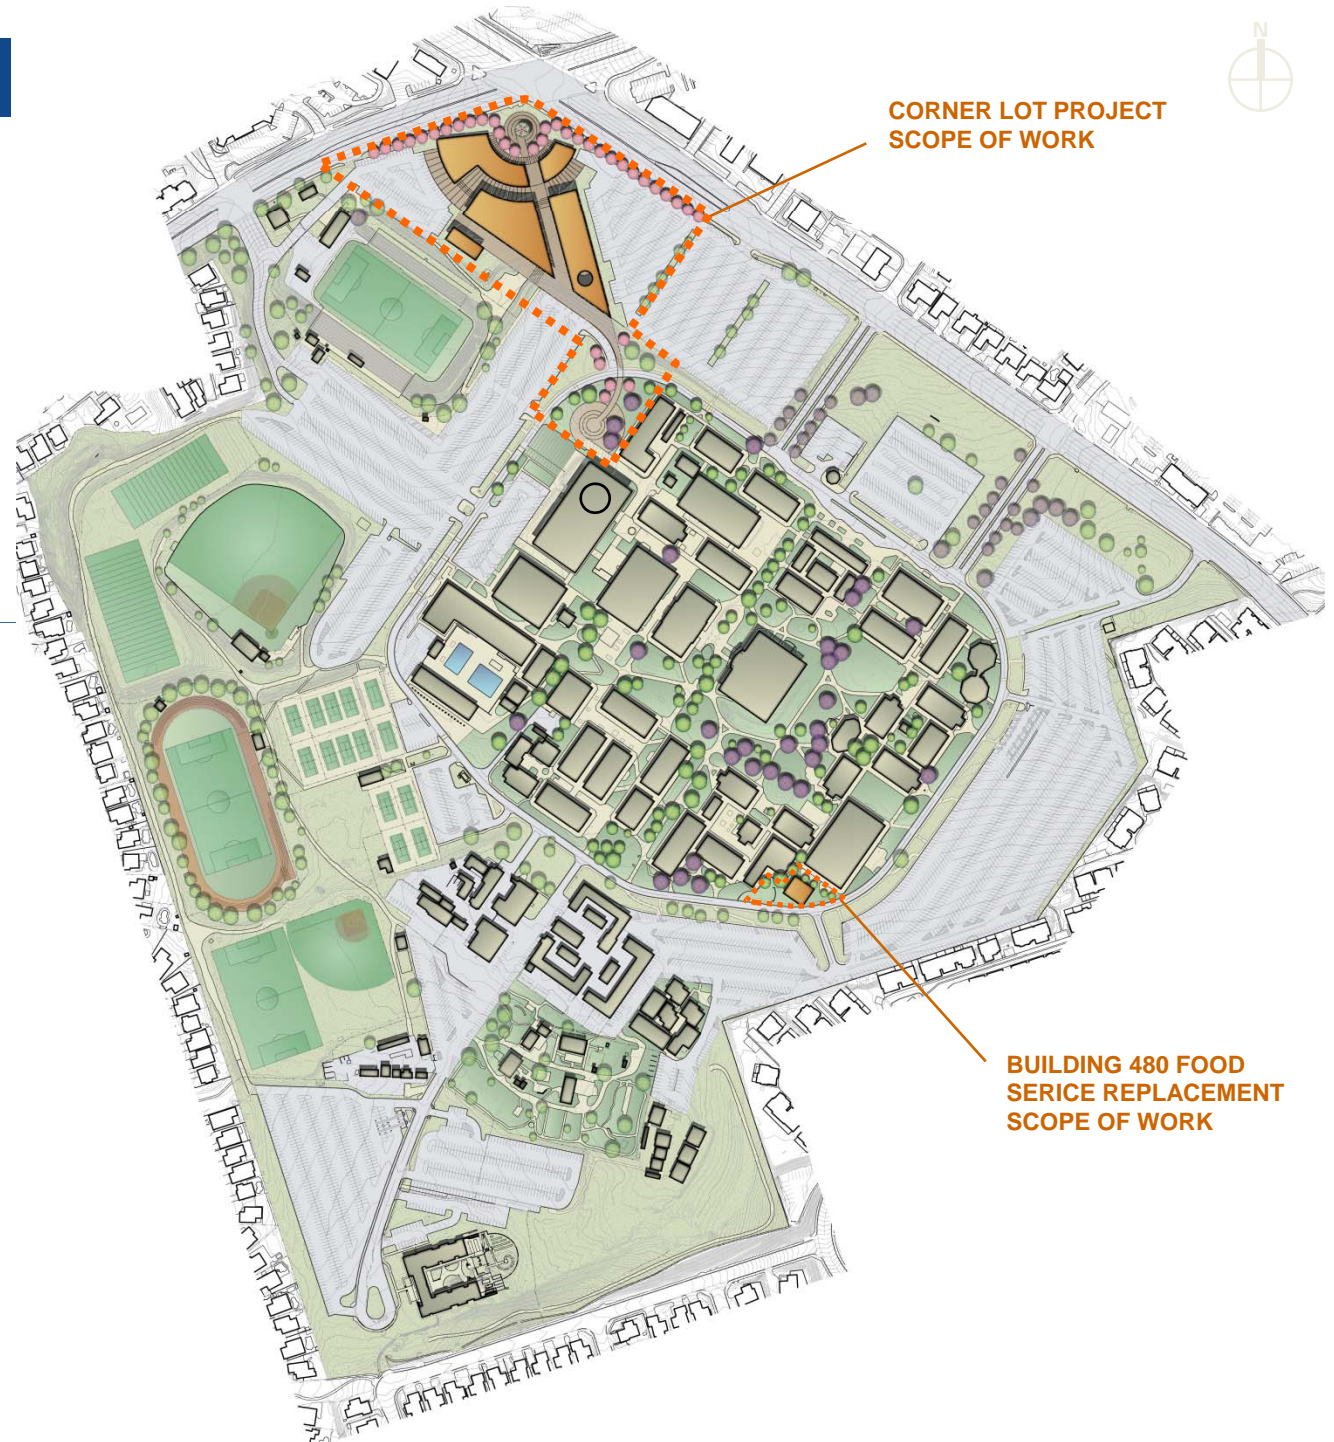 N
CORNER LOT PROJECT
SCOPE OF WORK
BUILDING 480 FOOD
SERICE REPLACEMENT
SCOPE OF WORK